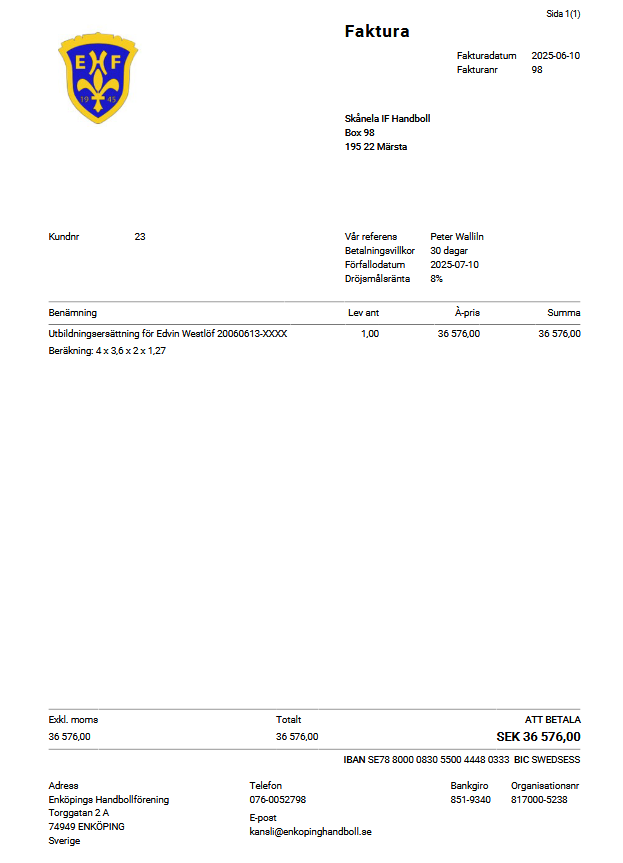 Sida 1(1)
Faktura
E H F
1945
Fakturadatum 2025-06-10
Fakturanr 98
Skånela IF Handboll
Box 98
195 22 Märsta
Kundnr 23
Vår referens Peter Walliln
Betalningsvillkor 30 dagar
Förfallodatum 2025-07-10
Dröjsmålsränta 8%
Benämning Lev ant À-pris Summa
Utbildningsersättning för Edvin Westlöf 20060613-XXXX 1,00 36 576,00 36 576,00
Beräkning: 4 x 3,6 x 2 x 1,27
Exkl. moms Totalt ATT BETALA
36 576,00 36 576,00 SEK 36 576,00
IBAN SE78 8000 0830 5500 4448 0333 BIC SWEDSESS
Adress Telefon Bankgiro Organisationsnr
Enköpings Handbollförening 076-0052798 851-9340 817000-5238
Torggatan 2 A
74949 ENKÖPING
Sverige
E-post
kansli@enkopinghandboll.se